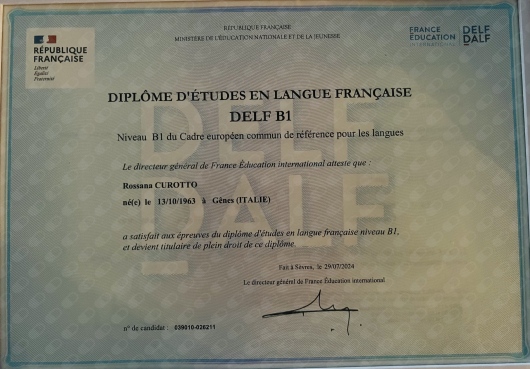 RÉPUBLIQUE FRANÇAISE
MINISTÈRE DE L'ÉDUCATION NATIONALE ET DE LA JEUNESSE
RÉPUBLIQUE
FRANÇAISE
Liberté
Égalité
Fraternité
FRANCE
ÉDUCATION
INTERNATIONAL
DELF
DALF
DIPLÔME D'ÉTUDES EN LANGUE FRANÇAISE
DELF B1
Niveau B1 du Cadre européen commun de référence pour les langues
Le directeur général de France Éducation international atteste que :
Rossana CUROTTO
né(e) le 13/10/1963 à Gênes (ITALIE)
DELF
DALF
a satisfait aux épreuves du diplôme d'études en langue française niveau B1,
et devient titulaire de plein droit de ce diplôme.
Fait à Sèvres, le 29/07/2024
Le directeur général de France Éducation international
n° de candidat : 039010-028211